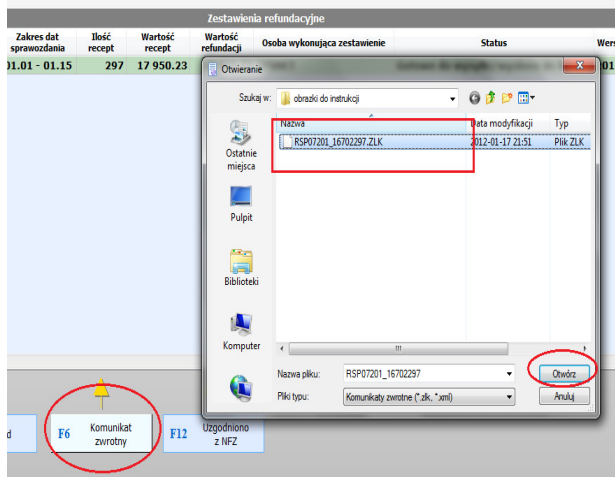 Zestawienia refundacyjne
Zakres dat sprawozdania
Ilość recept
Wartość recept
Wartość refundacji
Osoba wykonująca zestawienie
Status
Wers
01.01 - 01.15 297 17 950.23
01
Otwieranie
Szukaj w: obrazki do instrukcji
Nazwa Data modyfikacji Typ
RSP07201_16702297.ZLK 2012-01-17 21:51 Plik ZLK
Ostatnie
miejsca
Pulpit
Biblioteki
Komputer
Nazwa pliku: RSP07201_16702297 Otwórz
Pliki typu: Komunikaty zwrotne (*.zlk, *.xml) Anuluj
d
F6 Komunikat
zwrotny
F12 Uzgodniono
z NFZ